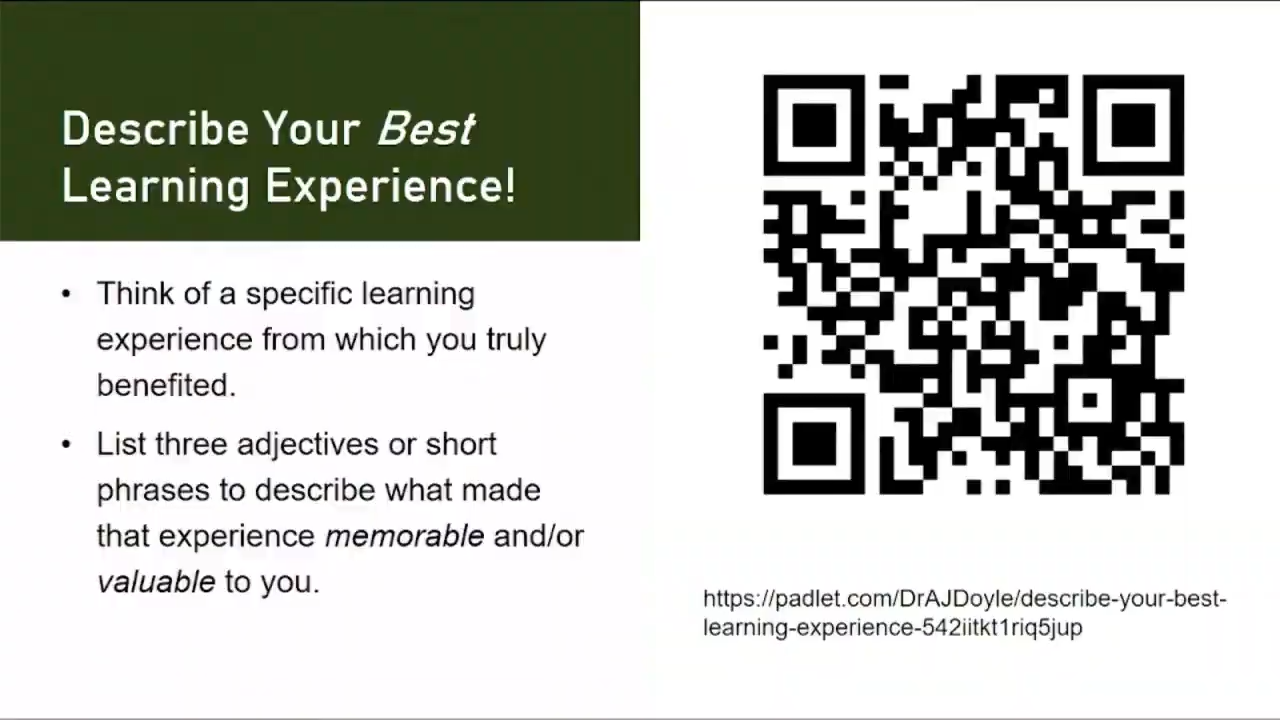 Describe Your Best
Learning Experience!
• Think of a specific learning
experience from which you truly
benefited.
• List three adjectives or short
phrases to describe what made
that experience memorable and/or
valuable to you.
https://padlet.com/DrAJDoyle/describe-your-best-
learning-experience-542iitkt1riq5jup